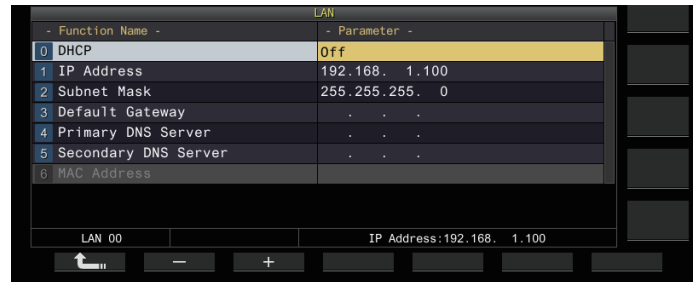 LAN
- Function Name - - Parameter -
0 DHCP Off
1 IP Address 192.168. 1.100
2 Subnet Mask 255.255.255. 0
3 Default Gateway . . .
4 Primary DNS Server . . .
5 Secondary DNS Server . . .
6 MAC Address
LAN 00 IP Address:192.168. 1.100
− +